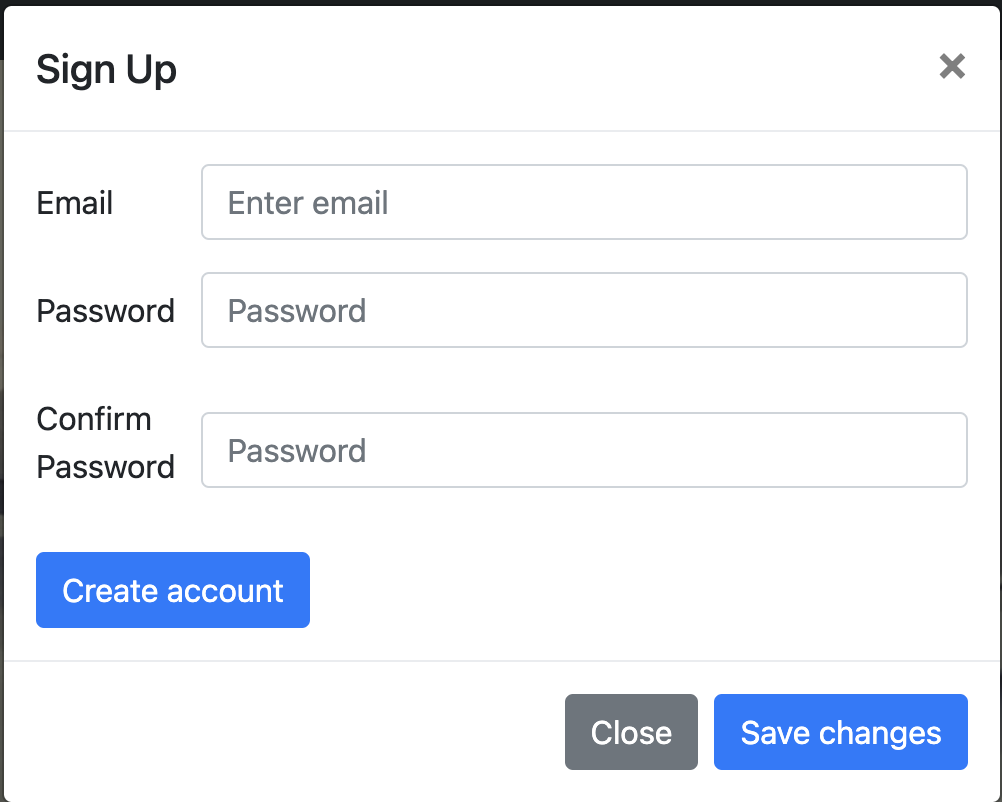 Sign Up
×
Email
Enter email
Password
Password
Confirm
Password
Password
Create account
Close
Save changes